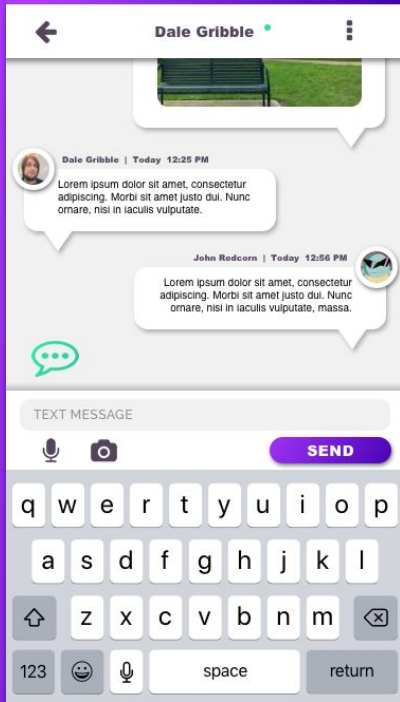 Dale Gribble
Dale Gribble | Today 12:25 PM
Lorem ipsum dolor sit amet, consectetur
adipiscing. Morbi sit amet justo dui. Nunc
ornare, nisi in iaculis vulputate.
John Redcorn | Today 12:56 PM
Lorem ipsum dolor sit amet, consectetur
adipiscing. Morbi sit amet justo dui. Nunc
ornare, nisi in iaculis vulputate, massa.
TEXT MESSAGE
SEND
q w e r t y u i o p
a s d f g h j k l
z x c v b n m
123 space return